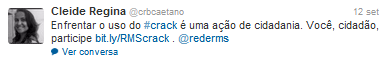 Cleide Regina @crbcaetano 12 set
Enfrentar o uso do #crack é uma ação de cidadania. Você, cidadão,
participe bit.ly/RMScrack . @rederms
Ver conversa